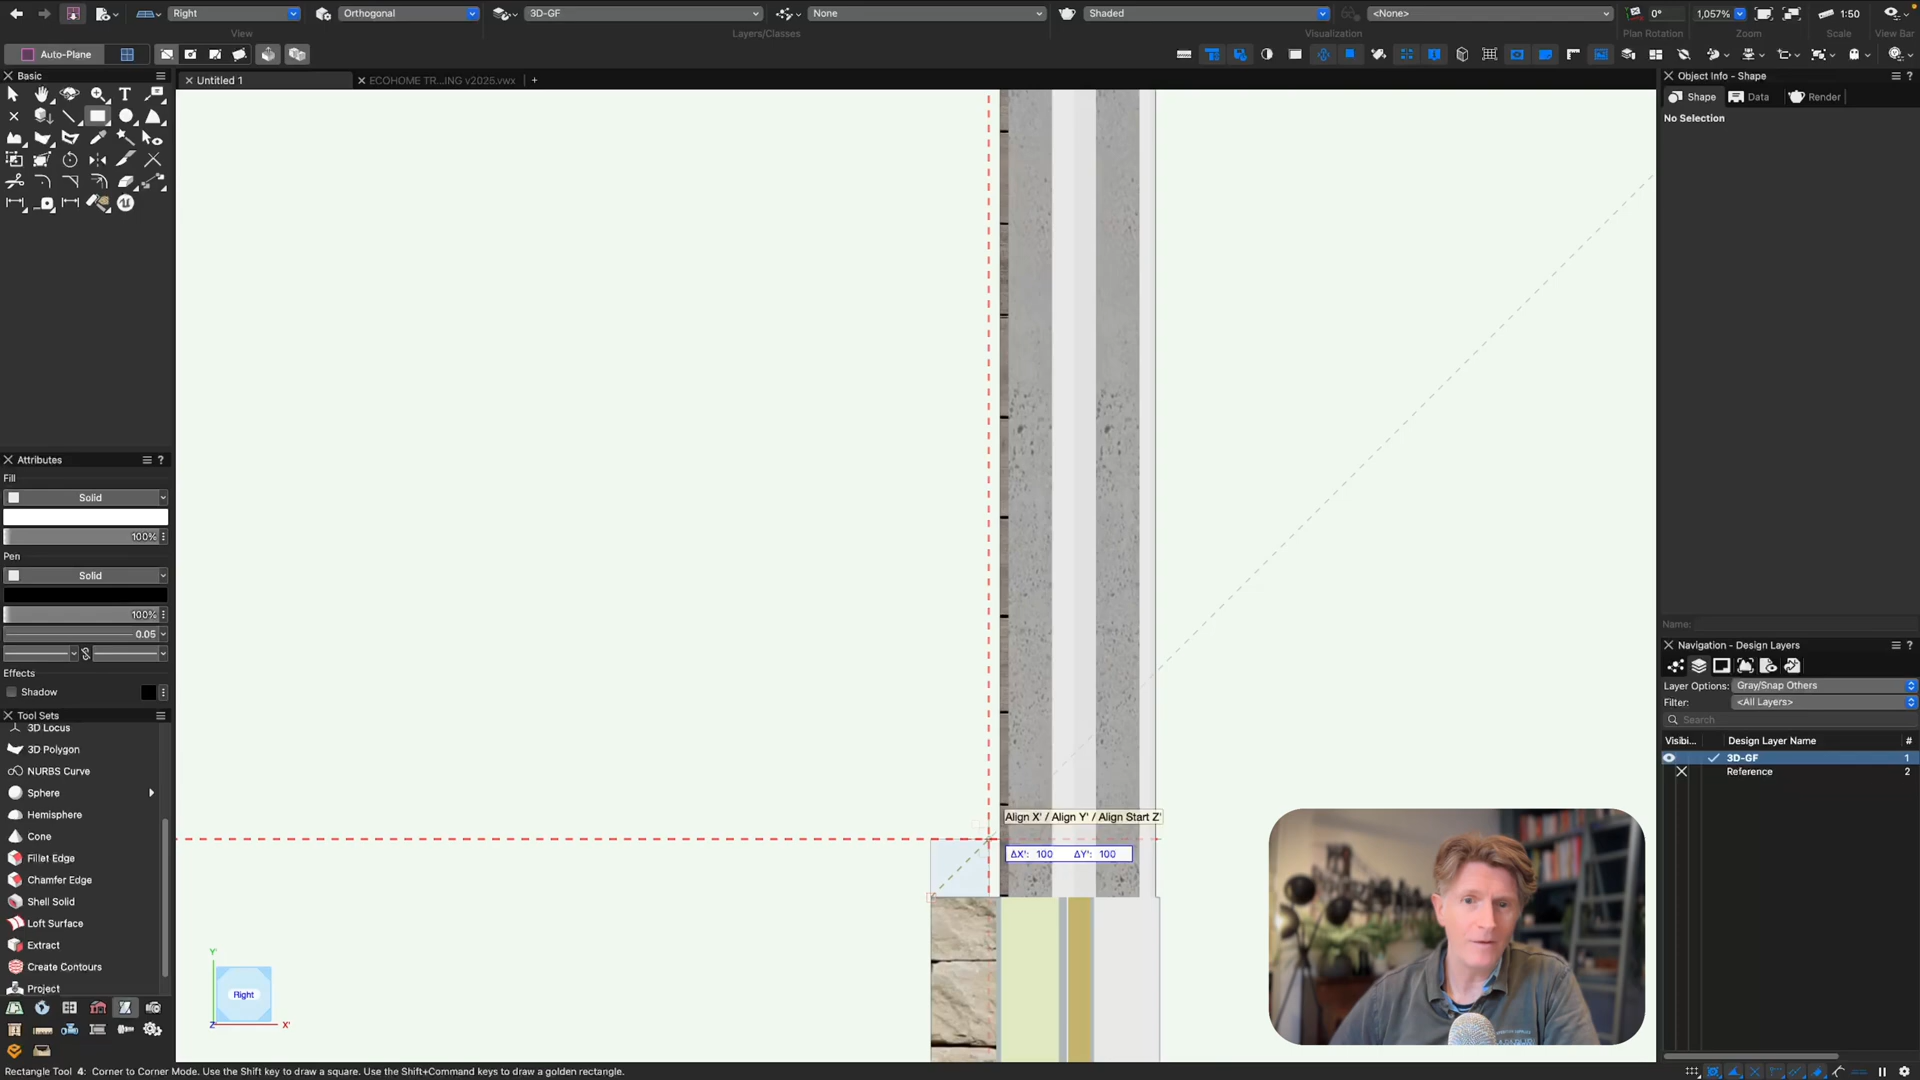 Right
Orthogonal
3D-GF
None
Shaded
<None>
0°
1,057%
1:50
View
Layers/Classes
Visualization
Plan Rotation
Zoom
Scale
View Bar
Auto-Plane
Basic
Untitled 1
ECOHOME TR...ING v2025.vwx
Object Info - Shape
Shape
Data
Render
No Selection
Attributes
Fill
Solid
100%
Pen
Solid
100%
0.05
Effects
Shadow
Tool Sets
3D Locus
3D Polygon
NURBS Curve
Sphere
Hemisphere
Cone
Fillet Edge
Chamfer Edge
Shell Solid
Loft Surface
Extract
Create Contours
Project
Align X' / Align Y' / Align Start Z'
ΔX': 100 ΔY': 100
Y'
Right
Z
X'
Name:
Navigation - Design Layers
Layer Options: Gray/Snap Others
Filter: <All Layers>
Search
Visibi... Design Layer Name #
3D-GF 1
Reference 2
Rectangle Tool 4: Corner to Corner Mode. Use the Shift key to draw a square. Use the Shift+Command keys to draw a golden rectangle.